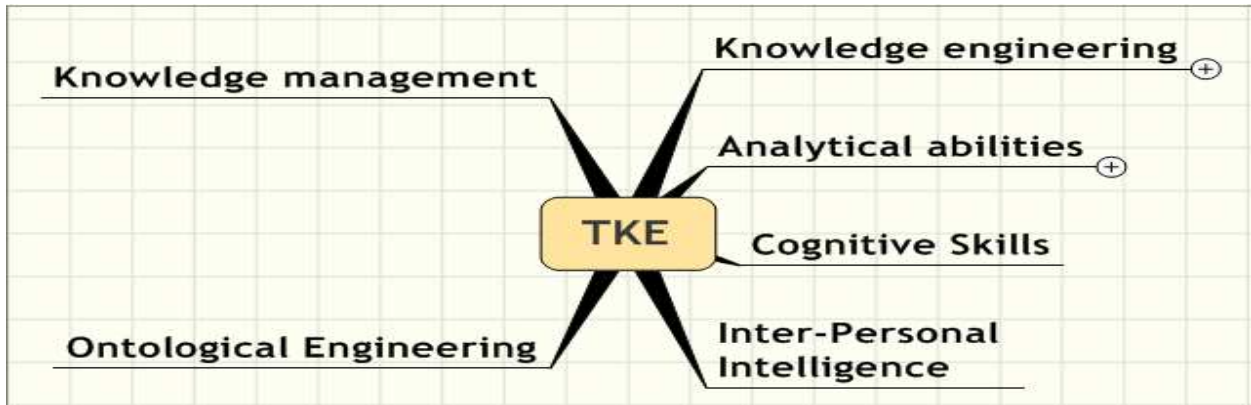 Knowledge management
Knowledge engineering
Analytical abilities
TKE
Cognitive Skills
Ontological Engineering
Inter-Personal
Intelligence